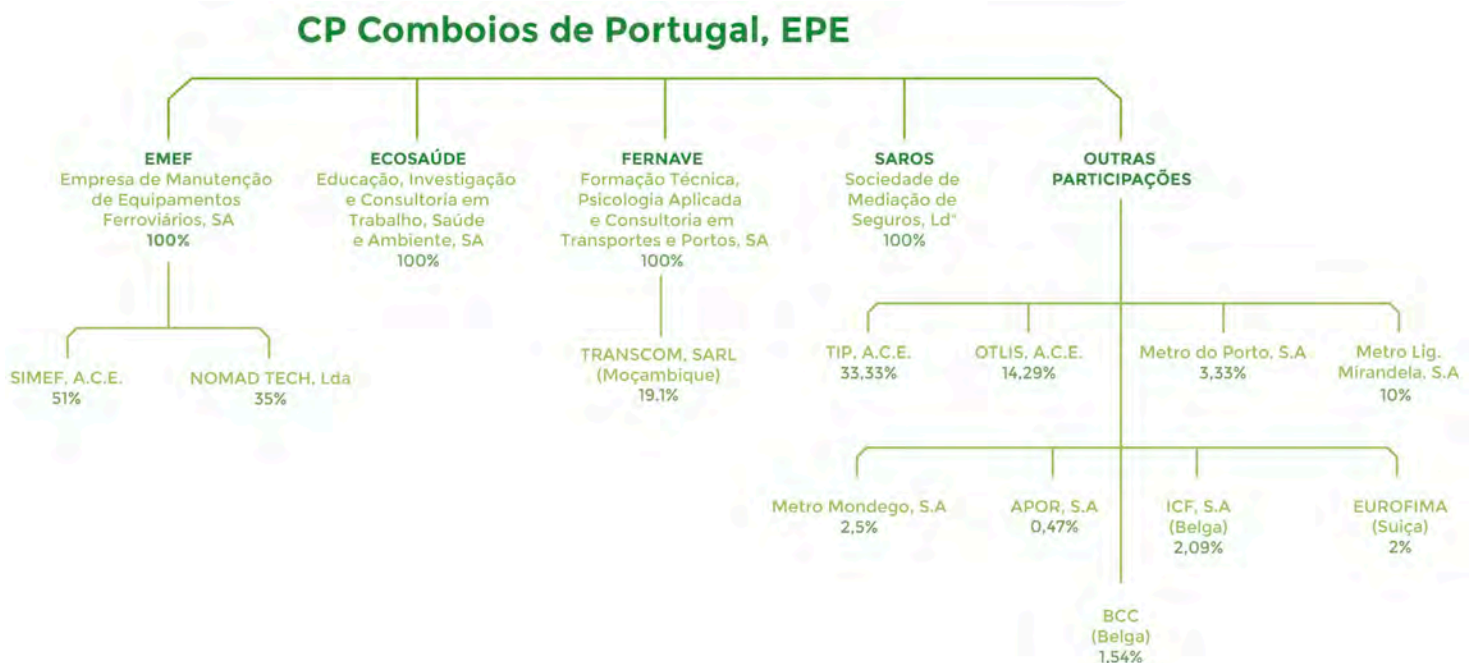 CP Comboios de Portugal, EPE
EMEF
Empresa de Manutenção
de Equipamentos
Ferroviários, SA
100%
ECOSAÚDE
Educação, Investigação
e Consultoria em
Trabalho, Saúde
e Ambiente, SA
100%
FERNAVE
Formação Técnica,
Psicologia Aplicada
e Consultoria em
Transportes e Portos, SA
100%
SAROS
Sociedade de
Mediação de
Seguros, Ldª
100%
OUTRAS
PARTICIPAÇÕES
SIMEF, A.C.E.
51%
NOMAD TECH, Lda
35%
TRANSCOM, SARL
(Moçambique)
19.1%
TIP, A.C.E.
33,33%
OTLIS, A.C.E.
14,29%
Metro do Porto, S.A
3,33%
Metro Lig.
Mirandela, S.A
10%
Metro Mondego, S.A
2,5%
APOR, S.A
0,47%
ICF, S.A
(Belga)
2,09%
EUROFIMA
(Suiça)
2%
BCC
(Belga)
1,54%